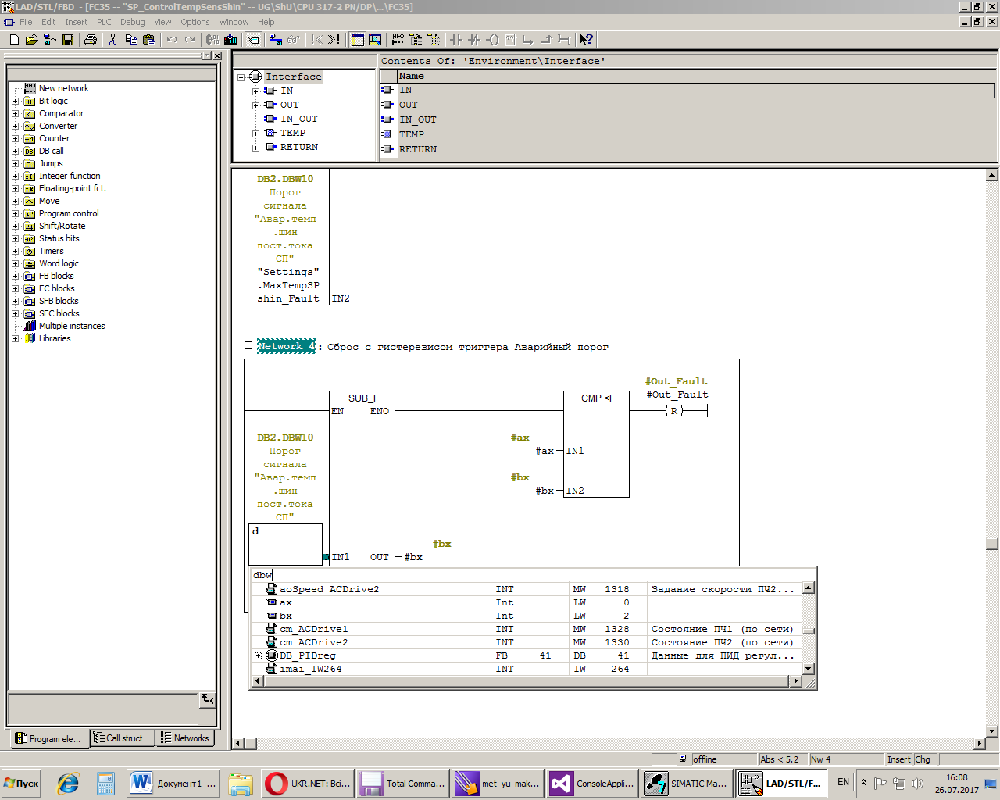 LAD/STL/FBD - [FC35 -- "SP_ControlTempSensShin" -- UG\ShU\CPU 317-2 PN/DP\...\FC35]
File Edit Insert PLC Debug View Options Window Help
New network
Bit logic
Comparator
Converter
Counter
DB call
Jumps
Integer function
Floating-point fct.
Move
Program control
Shift/Rotate
Status bits
Timers
Word logic
FB blocks
FC blocks
SFB blocks
SFC blocks
Multiple instances
Libraries
Program ele... Call struct... Networks
Interface
IN
OUT
IN_OUT
TEMP
RETURN
Contents Of: 'Environment\Interface'
Name
IN
OUT
IN_OUT
TEMP
RETURN
DB2.DBW10
Порог
сигнала
"Авар.темп
.шин
пост.тока
СП"
"Settings"
.MaxTempSP
shin_Fault IN2
Network 4 : Сброс с гистерезисом триггера Аварийный порог
#Out_Fault
#Out_Fault
SUB_I CMP <I
EN ENO (R)
DB2.DBW10 #ax
Порог #ax IN1
сигнала
"Авар.темп #bx
.шин #bx IN2
пост.тока
СП"
d
#bx
IN1 OUT #bx
dbw
aoSpeed_ACDrive2 INT MW 1318 Задание скорости ПЧ2...
ax Int LW 0
bx Int LW 2
cm_ACDrive1 INT MW 1328 Состояние ПЧ1 (по сети)
cm_ACDrive2 INT MW 1330 Состояние ПЧ2 (по сети)
DB_PIDreg FB 41 DB 41 Данные для ПИД регул...
imai_IW264 INT IW 264
offline Abs < 5.2 Nw 4 Insert Chg
Пуск Документ1 -... UKR.NET: Всі... Total Comma... met_yu_mak... ConsoleAppli... SIMATIC Ma... LAD/STL/F... EN 16:08
26.07.2017